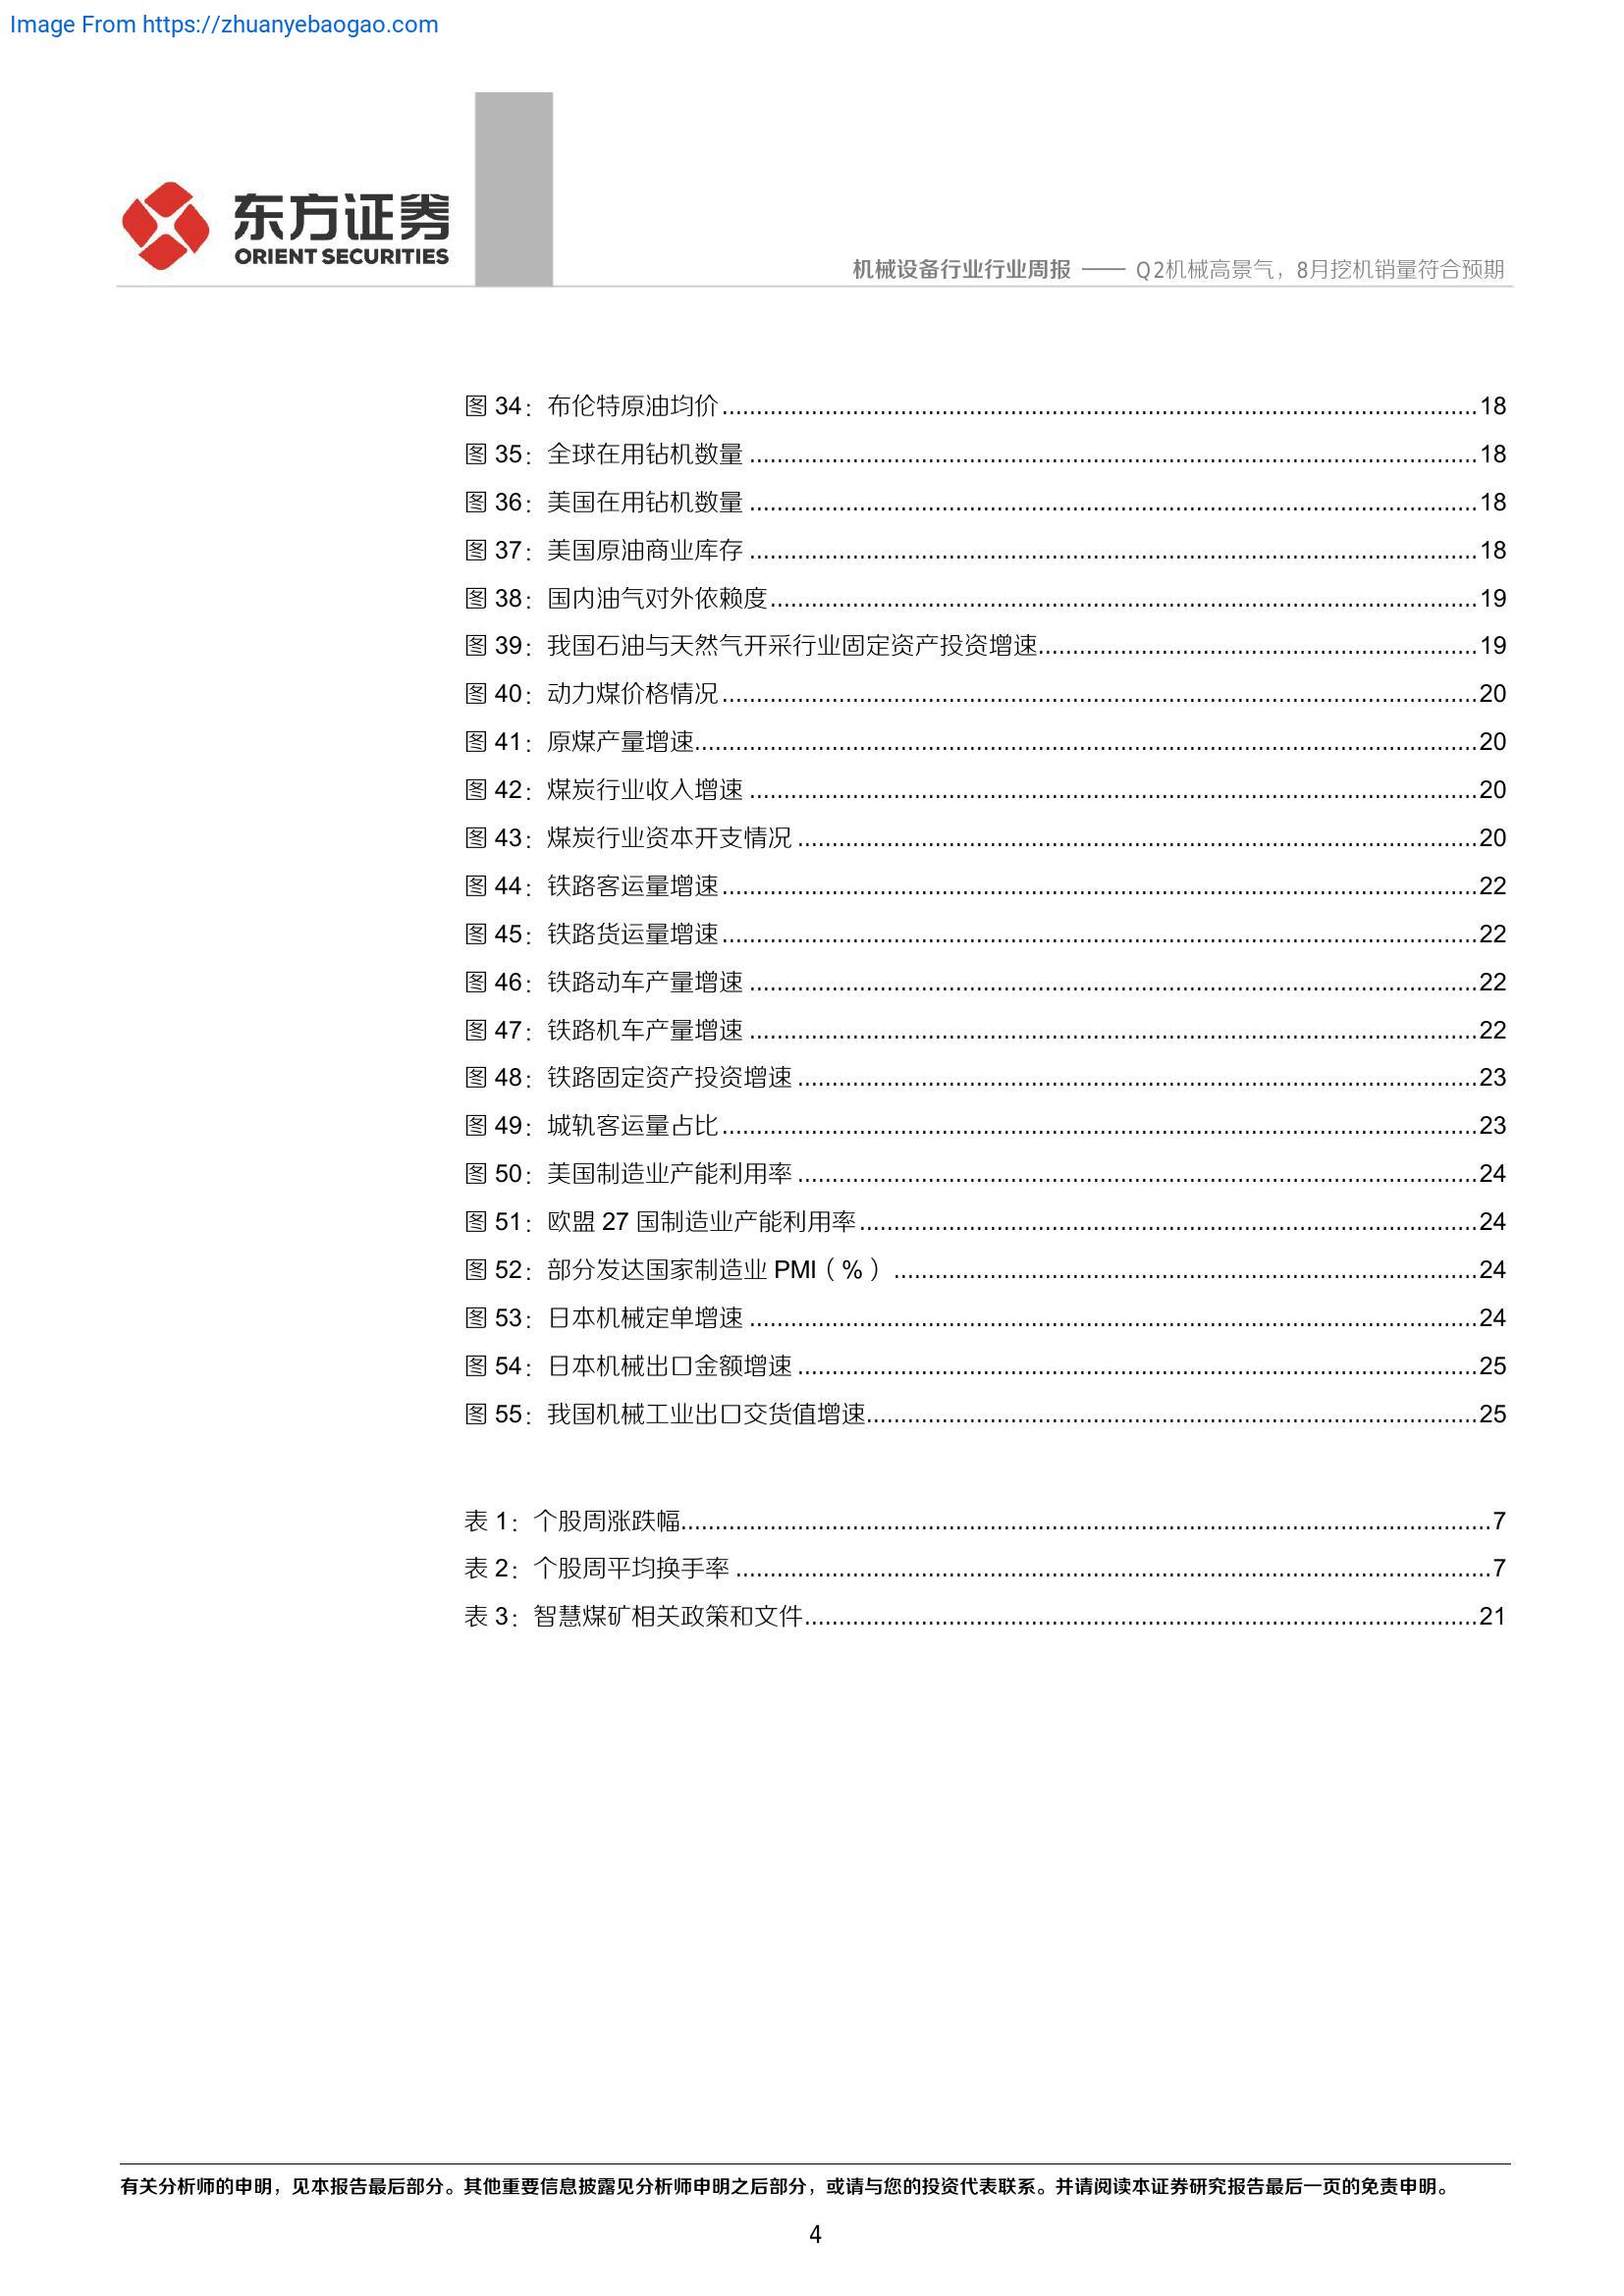 Image From https://zhuanyebaogao.com
东方证券
ORIENT SECURITIES
机械设备行业行业周报 —— Q2机械高景气，8月挖机销量符合预期
图 34：布伦特原油均价................18
图 35：全球在用钻机数量................18
图 36：美国在用钻机数量................18
图 37：美国原油商业库存................18
图 38：国内油气对外依赖度................19
图 39：我国石油与天然气开采行业固定资产投资增速................19
图 40：动力煤价格情况................20
图 41：原煤产量增速................20
图 42：煤炭行业收入增速................20
图 43：煤炭行业资本开支情况................20
图 44：铁路客运量增速................22
图 45：铁路货运量增速................22
图 46：铁路动车产量增速................22
图 47：铁路机车产量增速................22
图 48：铁路固定资产投资增速................23
图 49：城轨客运量占比................23
图 50：美国制造业产能利用率................24
图 51：欧盟 27 国制造业产能利用率................24
图 52：部分发达国家制造业 PMI（%）................24
图 53：日本机械定单增速................24
图 54：日本机械出口金额增速................25
图 55：我国机械工业出口交货值增速................25
表 1：个股周涨跌幅................7
表 2：个股周平均换手率................7
表 3：智慧煤矿相关政策和文件................21
有关分析师的申明，见本报告最后部分。其他重要信息披露见分析师申明之后部分，或请与您的投资代表联系。并请阅读本证券研究报告最后一页的免责申明。
4